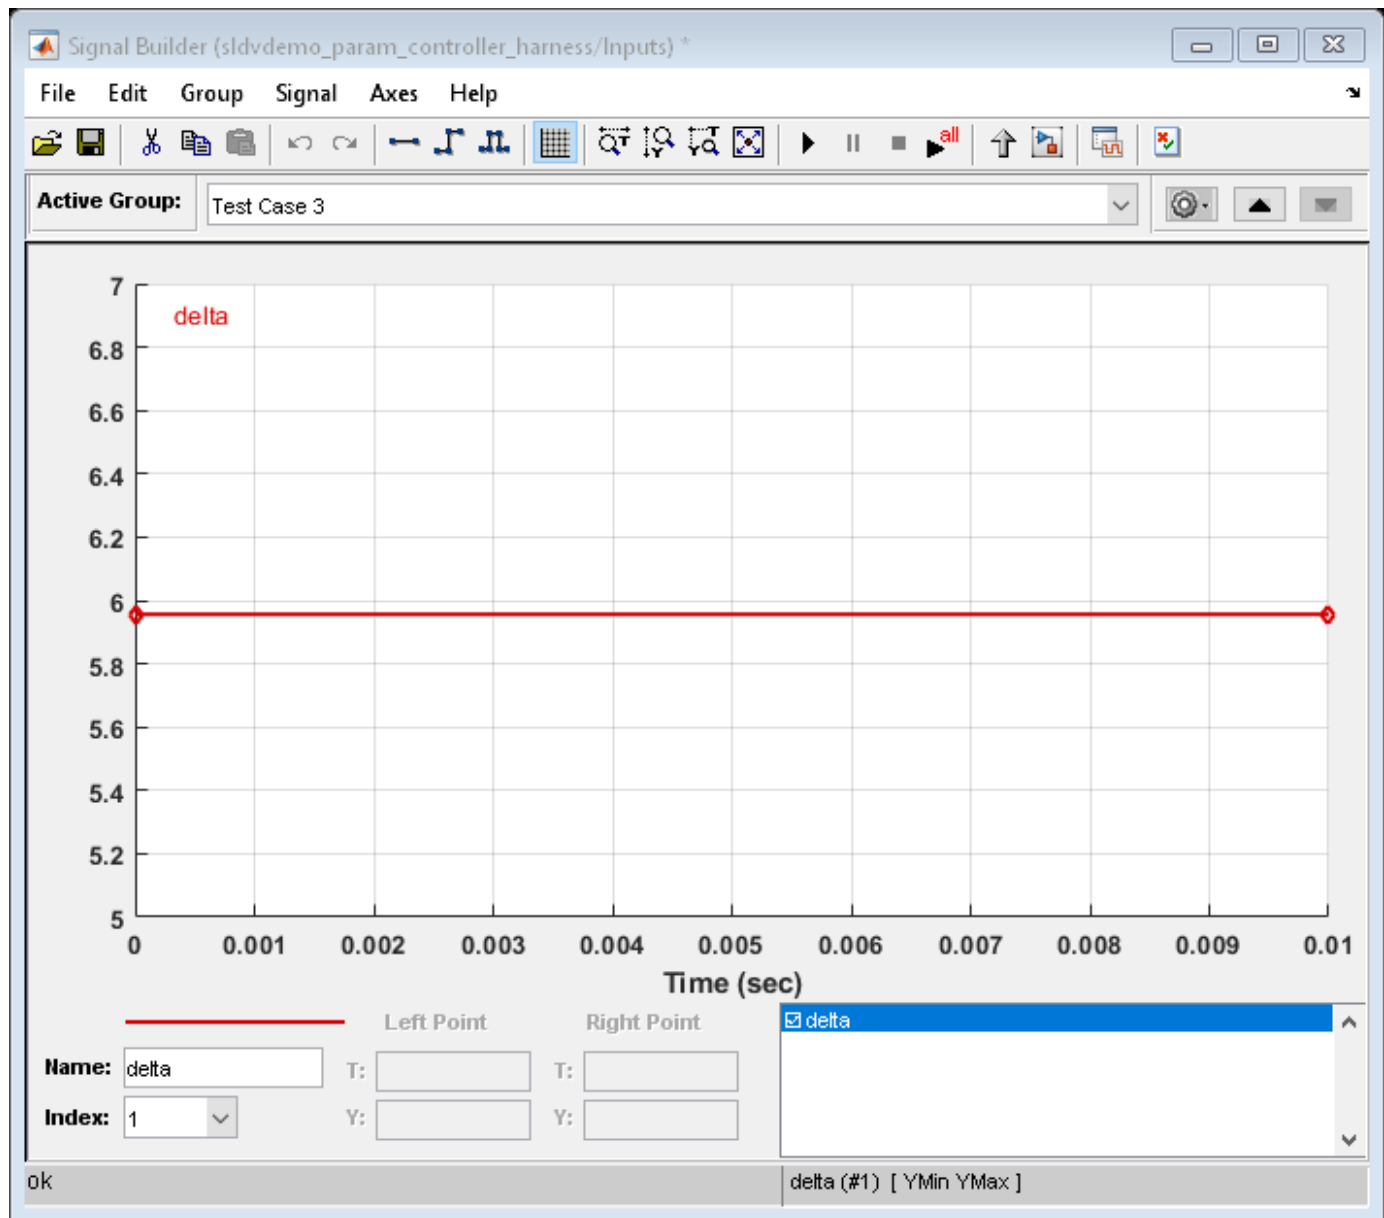 Signal Builder (sldvdemo_param_controller_harness/Inputs) *
File Edit Group Signal Axes Help
all
Active Group: Test Case 3
7
delta
6.8
6.6
6.4
6.2
6
5.8
5.6
5.4
5.2
5
0 0.001 0.002 0.003 0.004 0.005 0.006 0.007 0.008 0.009 0.01
Time (sec)
Left Point Right Point delta
Name: delta T: T:
Index: 1 Y: Y:
ok delta (#1) [ YMin YMax ]